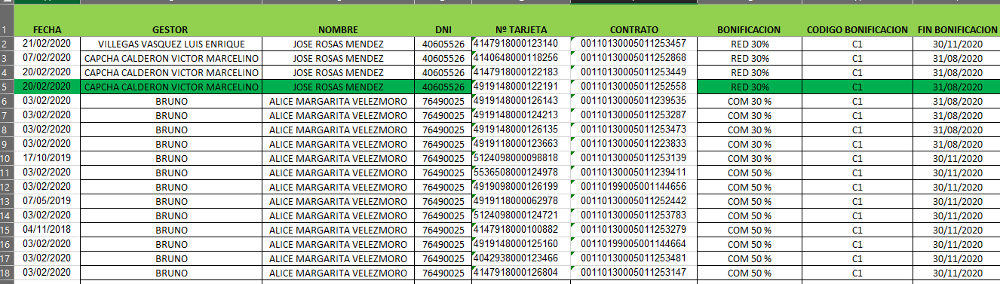 1 FECHA GESTOR NOMBRE DNI Nº TARJETA CONTRATO BONIFICACION CODIGO BONIFICACION FIN BONIFICACION
2 21/02/2020 VILLEGAS VASQUEZ LUIS ENRIQUE JOSE ROSAS MENDEZ 40605526 4147918000123140 00110130005011253457 RED 30% C1 30/11/2020
3 07/02/2020 CAPCHA CALDERON VICTOR MARCELINO JOSE ROSAS MENDEZ 40605526 4140648000118256 00110130005011252868 RED 30% C1 31/08/2020
4 20/02/2020 CAPCHA CALDERON VICTOR MARCELINO JOSE ROSAS MENDEZ 40605526 4147918000122183 00110130005011253449 RED 30% C1 31/08/2020
5 20/02/2020 CAPCHA CALDERON VICTOR MARCELINO JOSE ROSAS MENDEZ 40605526 4919148000122191 00110130005011252558 RED 30% C1 31/08/2020
6 03/02/2020 BRUNO ALICE MARGARITA VELEZMORO 76490025 4919148000126143 00110130005011239535 COM 30 % C1 31/08/2020
7 03/02/2020 BRUNO ALICE MARGARITA VELEZMORO 76490025 4919148000124213 00110130005011253287 COM 30 % C1 31/08/2020
8 03/02/2020 BRUNO ALICE MARGARITA VELEZMORO 76490025 4919148000126135 00110130005011253473 COM 30 % C1 31/08/2020
9 03/02/2020 BRUNO ALICE MARGARITA VELEZMORO 76490025 4919118000123663 00110130005011223833 COM 30 % C1 31/08/2020
10 17/10/2019 BRUNO ALICE MARGARITA VELEZMORO 76490025 5124098000098818 00110130005011253139 COM 30 % C1 30/11/2020
11 03/02/2020 BRUNO ALICE MARGARITA VELEZMORO 76490025 5536508000124978 00110130005011239411 COM 50 % C1 30/11/2020
12 03/02/2020 BRUNO ALICE MARGARITA VELEZMORO 76490025 4919098000126199 00110199005001144656 COM 50 % C1 30/11/2020
13 07/05/2019 BRUNO ALICE MARGARITA VELEZMORO 76490025 4919118000062978 00110130005011252442 COM 50 % C1 30/11/2020
14 03/02/2020 BRUNO ALICE MARGARITA VELEZMORO 76490025 5124098000124721 00110130005011253783 COM 50 % C1 30/11/2020
15 04/11/2018 BRUNO ALICE MARGARITA VELEZMORO 76490025 4147918000100882 00110130005011253279 COM 50 % C1 30/11/2020
16 03/02/2020 BRUNO ALICE MARGARITA VELEZMORO 76490025 4919148000125160 00110199005001144664 COM 50 % C1 30/11/2020
17 03/02/2020 BRUNO ALICE MARGARITA VELEZMORO 76490025 4042938000123466 00110130005011253481 COM 50 % C1 30/11/2020
18 03/02/2020 BRUNO ALICE MARGARITA VELEZMORO 76490025 4147918000126804 00110130005011253147 COM 50 % C1 30/11/2020